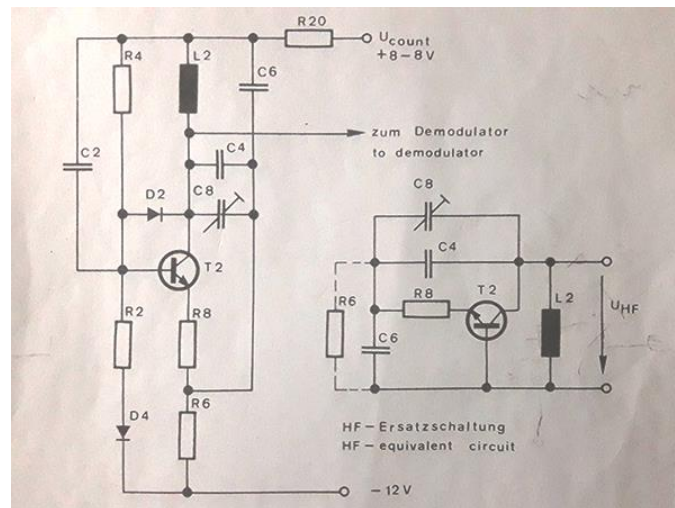 R20
U count
+8-8V
R4
L2
C6
zum Demodulator
to demodulator
C2
C4
D2
C8
T2
R2
R8
D4
R6
-12V
C8
C4
R6
R8
T2
L2
U HF
C6
HF-Ersatzschaltung
HF-equivalent circuit